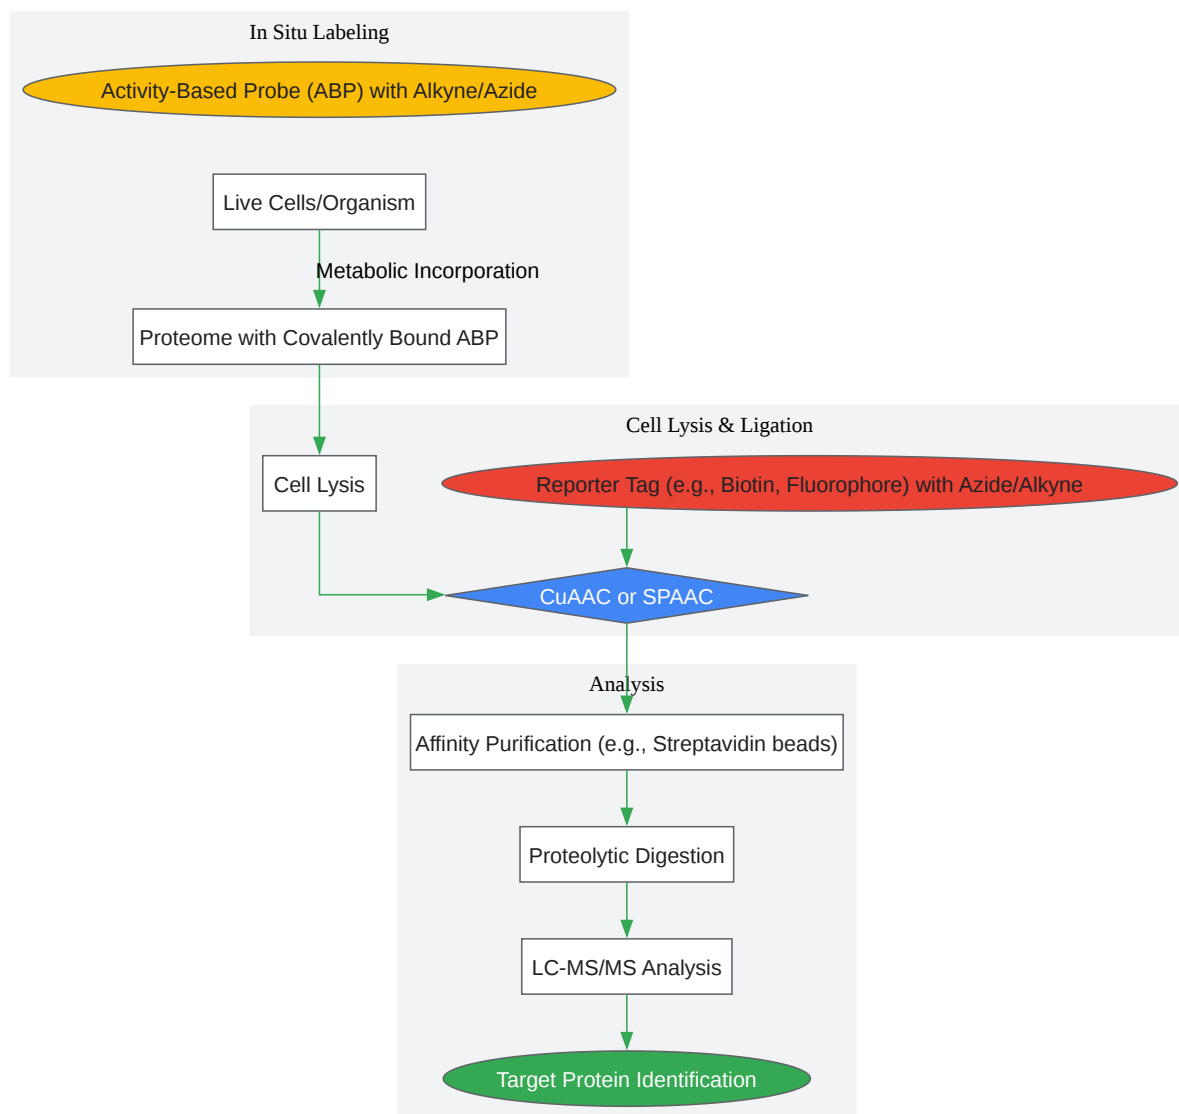 In Situ Labeling
Activity-Based Probe (ABP) with Alkyne/Azide
Live Cells/Organism
Metabolic Incorporation
Proteome with Covalently Bound ABP
Cell Lysis & Ligation
Cell Lysis
Reporter Tag (e.g., Biotin, Fluorophore) with Azide/Alkyne
CuAAC or SPAAC
Analysis
Affinity Purification (e.g., Streptavidin beads)
Proteolytic Digestion
LC-MS/MS Analysis
Target Protein Identification